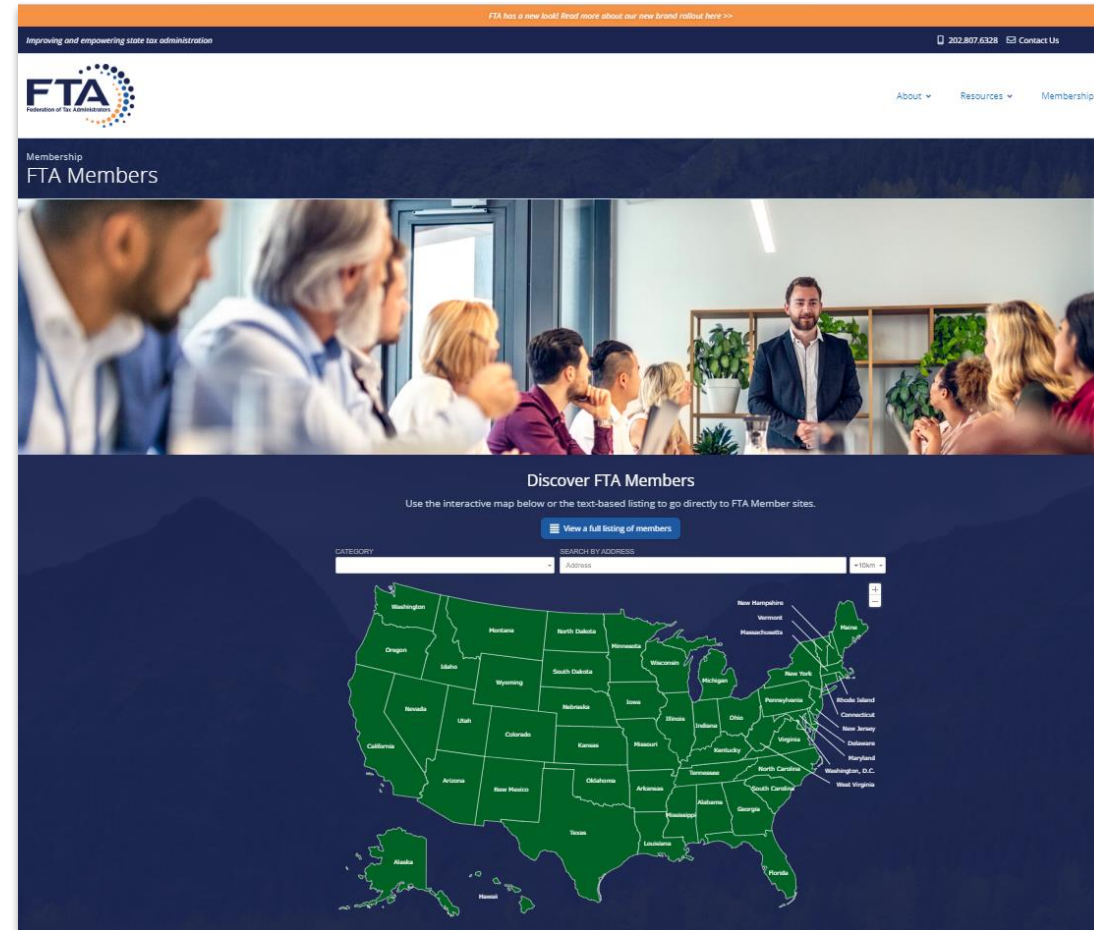 FTA has a new look! Read more about our new brand rollout here >>
Improving and empowering state tax administration
202.807.6328 Contact Us
FTA
Federation of Tax Administrators
About Resources Membership
Membership
FTA Members
Discover FTA Members
Use the interactive map below or the text-based listing to go directly to FTA Member sites.
View a full listing of members
CATEGORY SEARCH BY ADDRESS
Address +10km
+
−
Washington
Montana
North Dakota
Minnesota
New Hampshire
Vermont
Massachusetts
Maine
Oregon
Idaho
Wyoming
South Dakota
Wisconsin
Michigan
New York
Nevada
Utah
Colorado
Nebraska
Iowa
Illinois
Indiana
Ohio
Pennsylvania
Rhode Island
Connecticut
New Jersey
Delaware
Maryland
Washington, D.C.
West Virginia
California
Kansas
Missouri
Kentucky
Virginia
Arizona
New Mexico
Oklahoma
Arkansas
Tennessee
North Carolina
South Carolina
Mississippi
Alabama
Georgia
Texas
Louisiana
Florida
Alaska
Hawaii